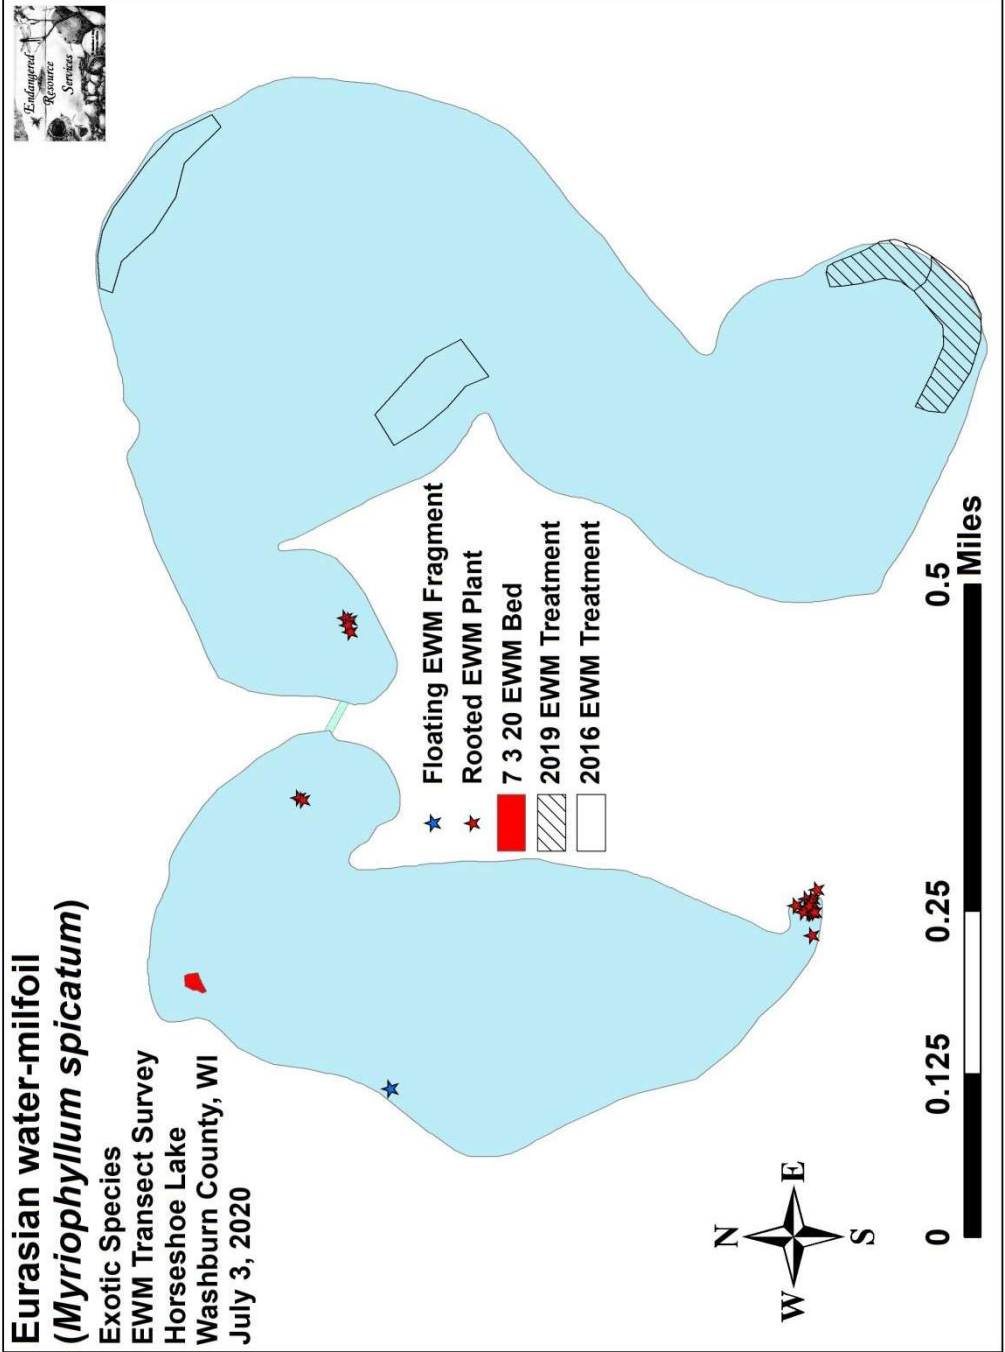 Eurasian water-milfoil
(Myriophyllum spicatum)
Exotic Species
EWM Transect Survey
Horseshoe Lake
Washburn County, WI
July 3, 2020
Endangered
Resource
Services
Floating EWM Fragment
Rooted EWM Plant
7 3 20 EWM Bed
2019 EWM Treatment
2016 EWM Treatment
N
W
E
S
0
0.125
0.25
0.5
Miles